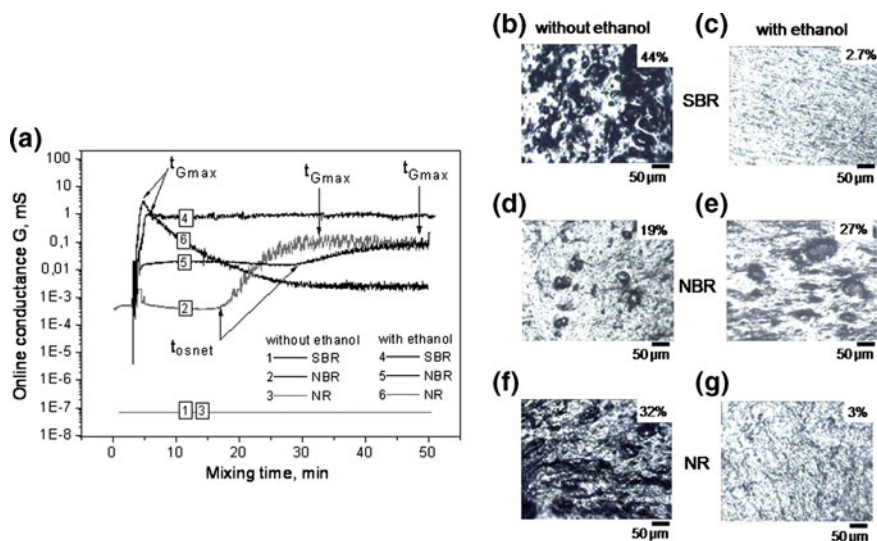 (a)
Online conductance G, mS
100
10
1
0,1
0,01
1E-3
1E-4
1E-5
1E-6
1E-7
1E-8
t Gmax
t Gmax
t Gmax
4
6
5
2
t osnet
without ethanol with ethanol
1 SBR 4 SBR
2 NBR 5 NBR
3 NR 6 NR
1 3
0 10 20 30 40 50
Mixing time, min
(b) without ethanol (c) with ethanol
44% 2.7%
SBR
50 µm 50 µm
(d) (e)
19% 27%
NBR
50 µm 50 µm
(f) (g)
32% 3%
NR
50 µm 50 µm